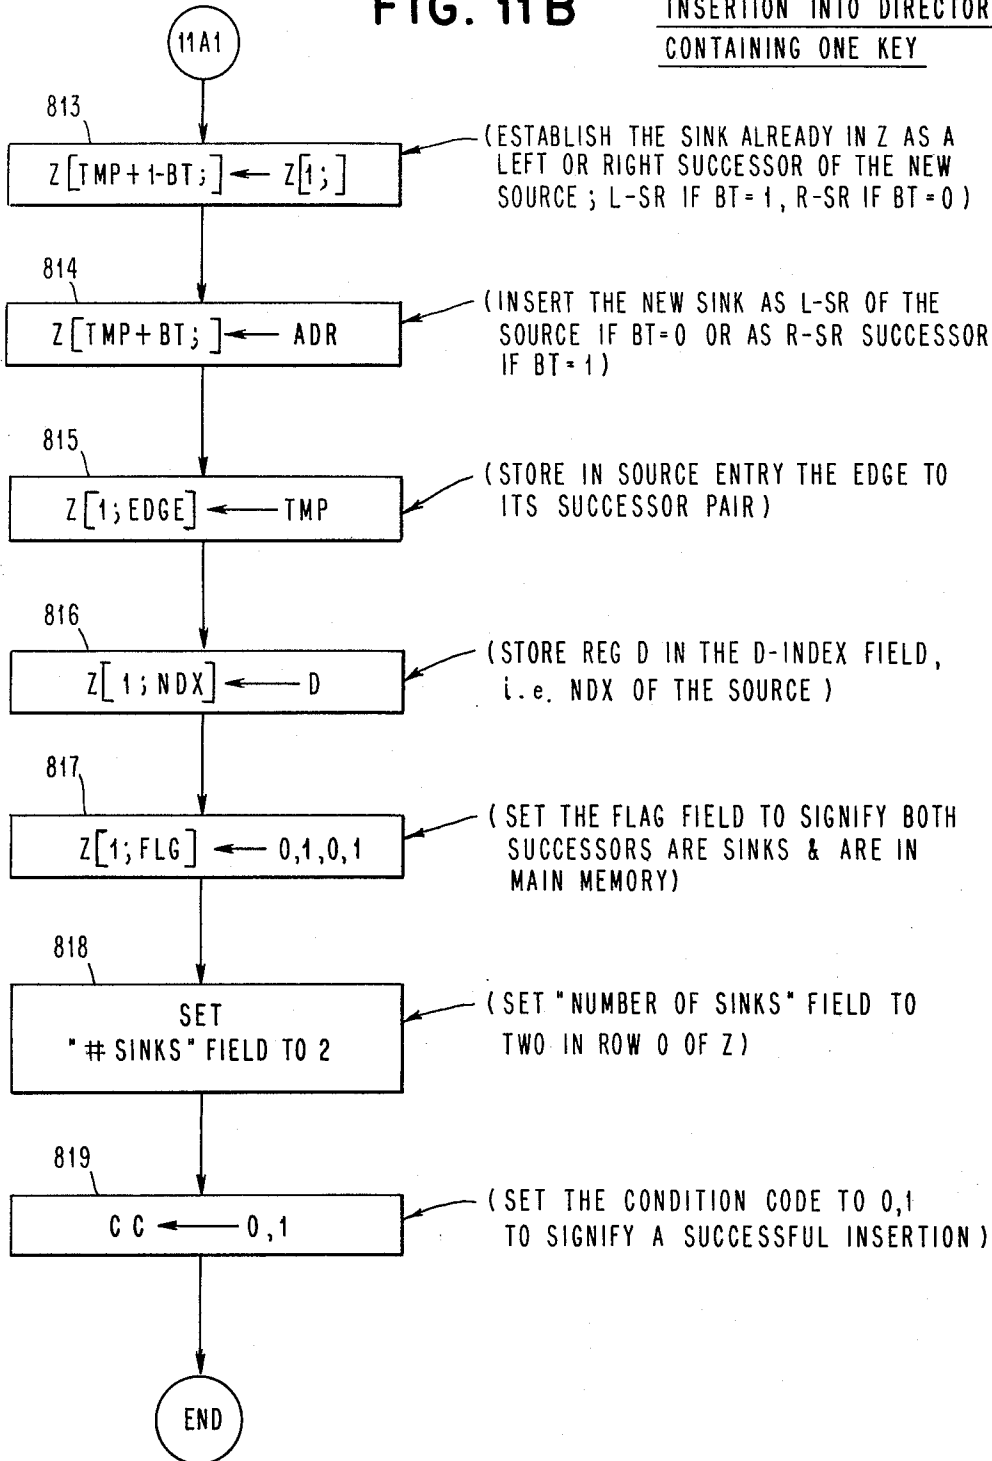 FIG. 11B
INSERTION INTO DIRECTOR
CONTAINING ONE KEY
11A1
813
Z[TMP+1-BT;] ← Z[1;]
(ESTABLISH THE SINK ALREADY IN Z AS A
LEFT OR RIGHT SUCCESSOR OF THE NEW
SOURCE; L-SR IF BT=1, R-SR IF BT=0)
814
Z[TMP+BT;] ← ADR
(INSERT THE NEW SINK AS L-SR OF THE
SOURCE IF BT=0 OR AS R-SR SUCCESSOR
IF BT=1)
815
Z[1;EDGE] ← TMP
(STORE IN SOURCE ENTRY THE EDGE TO
ITS SUCCESSOR PAIR)
816
Z[1;NDX] ← D
(STORE REG D IN THE D-INDEX FIELD,
i.e. NDX OF THE SOURCE)
817
Z[1;FLG] ← 0,1,0,1
(SET THE FLAG FIELD TO SIGNIFY BOTH
SUCCESSORS ARE SINKS & ARE IN
MAIN MEMORY)
818
SET
"# SINKS" FIELD TO 2
(SET "NUMBER OF SINKS" FIELD TO
TWO IN ROW 0 OF Z)
819
CC ← 0,1
(SET THE CONDITION CODE TO 0,1
TO SIGNIFY A SUCCESSFUL INSERTION)
END